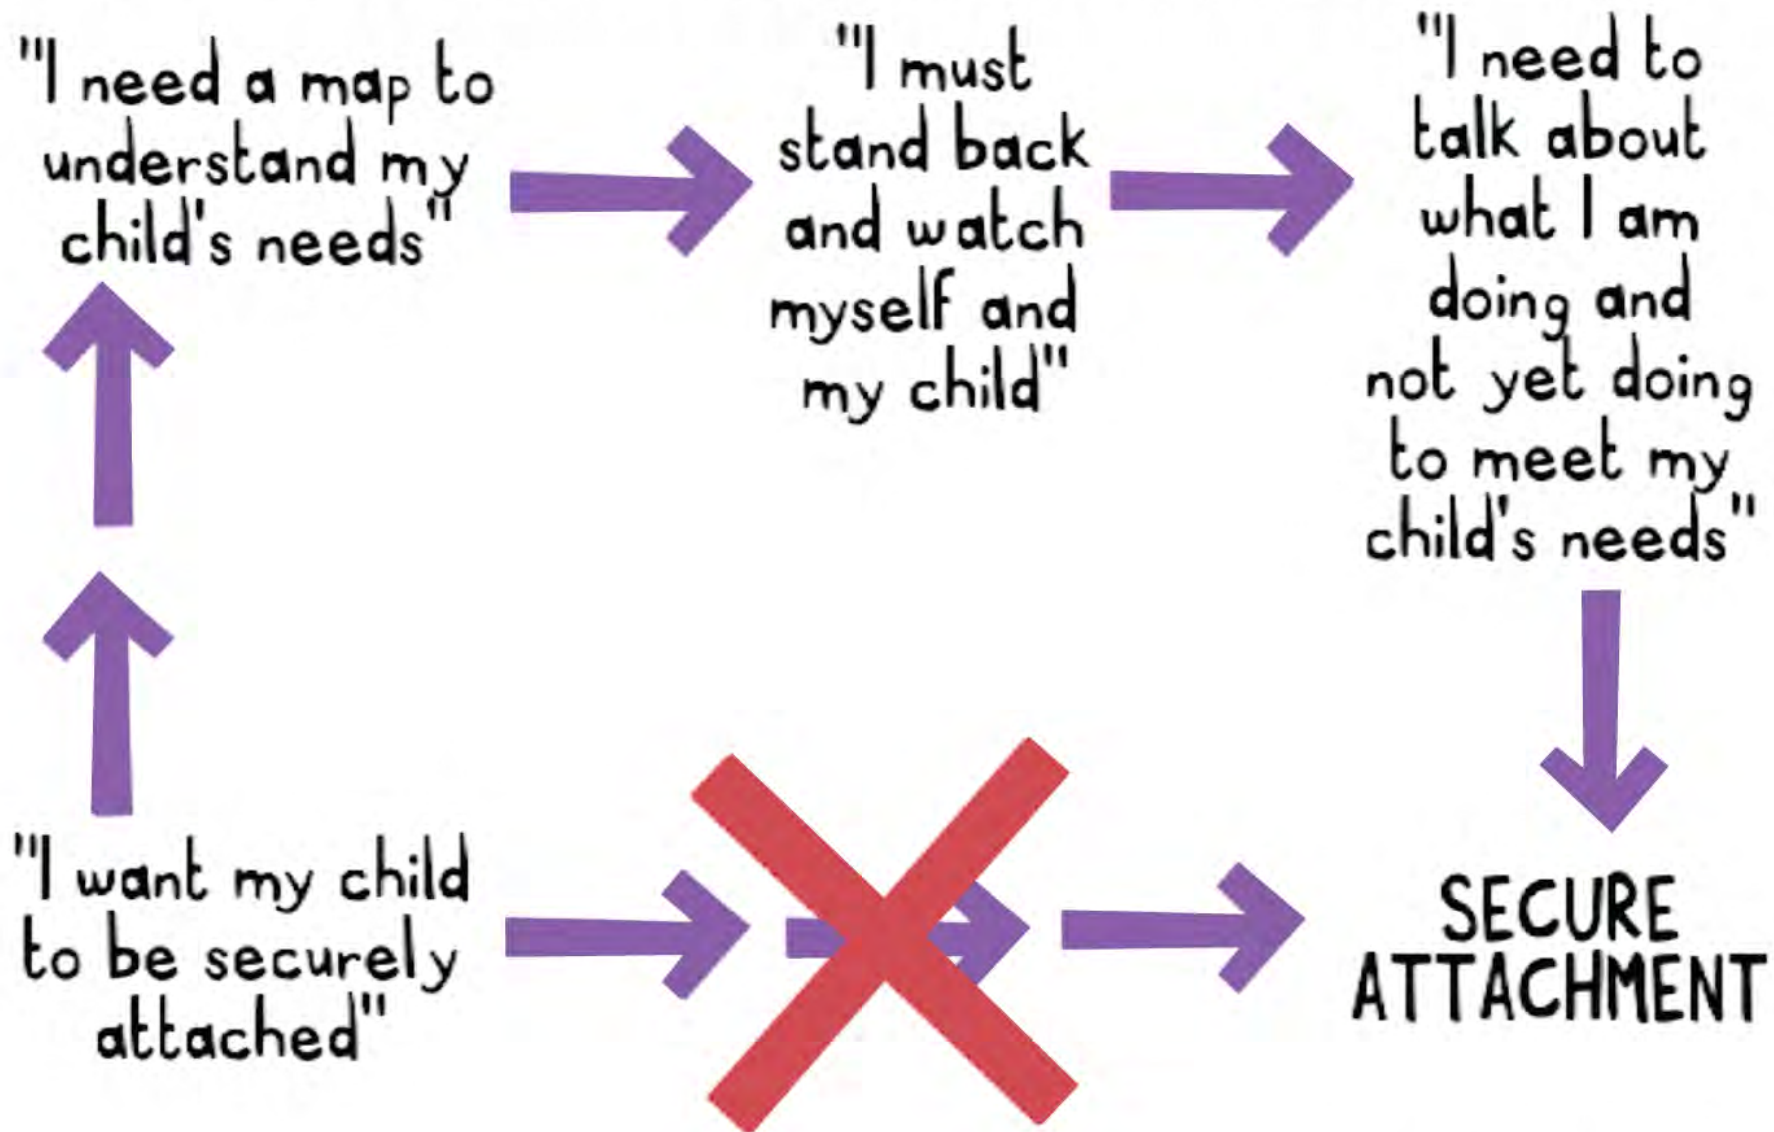 "I need a map to
understand my
child's needs"
"I must
stand back
and watch
myself and
my child"
"I need to
talk about
what I am
doing and
not yet doing
to meet my
child's needs"
"I want my child
to be securely
attached"
SECURE
ATTACHMENT